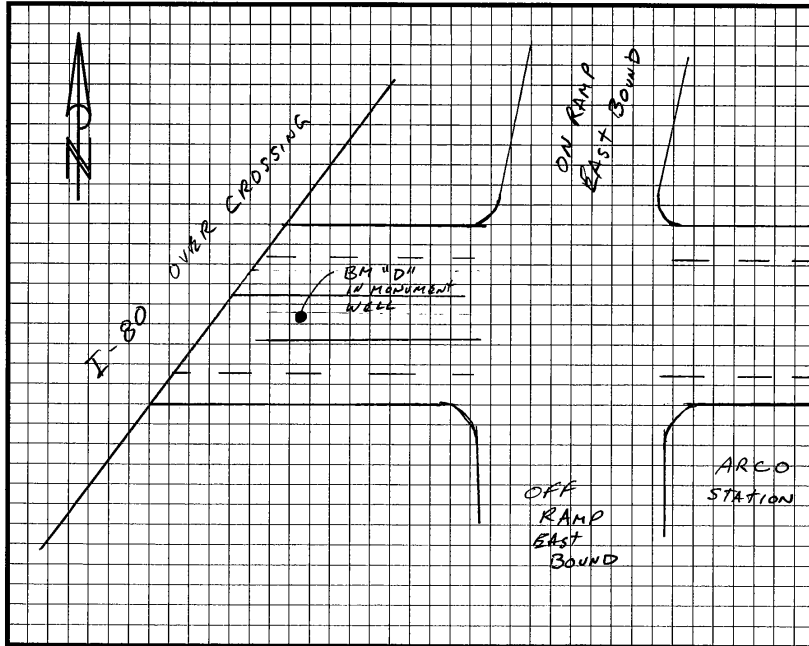 N
I-80 OVER CROSSING
ON RAMP
EAST BOUND
BM "D"
IN MONUMENT
WELL
OFF
RAMP
EAST
BOUND
ARCO
STATION